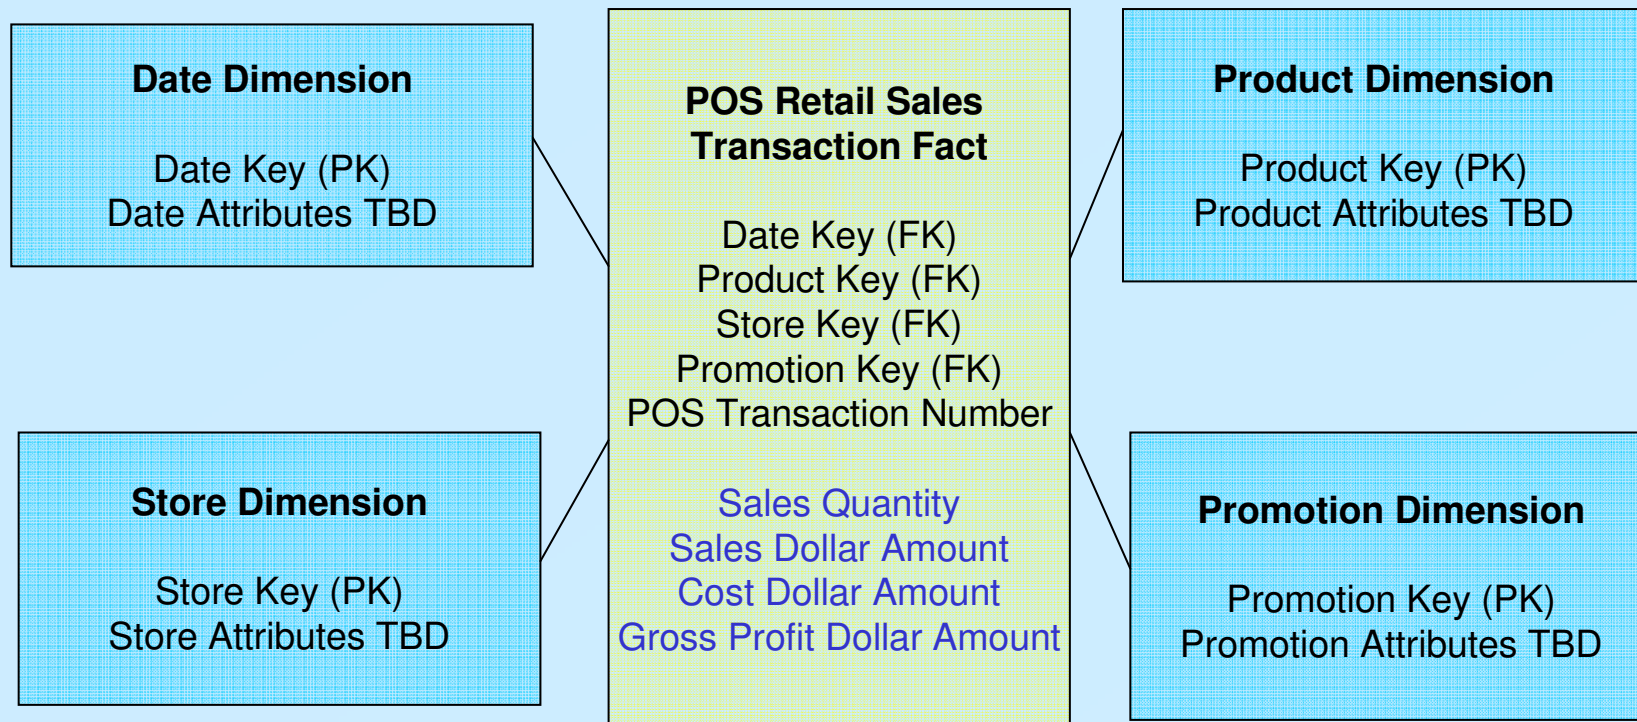 Date Dimension
Date Key (PK)
Date Attributes TBD
POS Retail Sales
Transaction Fact
Date Key (FK)
Product Key (FK)
Store Key (FK)
Promotion Key (FK)
POS Transaction Number
Sales Quantity
Sales Dollar Amount
Cost Dollar Amount
Gross Profit Dollar Amount
Product Dimension
Product Key (PK)
Product Attributes TBD
Store Dimension
Store Key (PK)
Store Attributes TBD
Promotion Dimension
Promotion Key (PK)
Promotion Attributes TBD